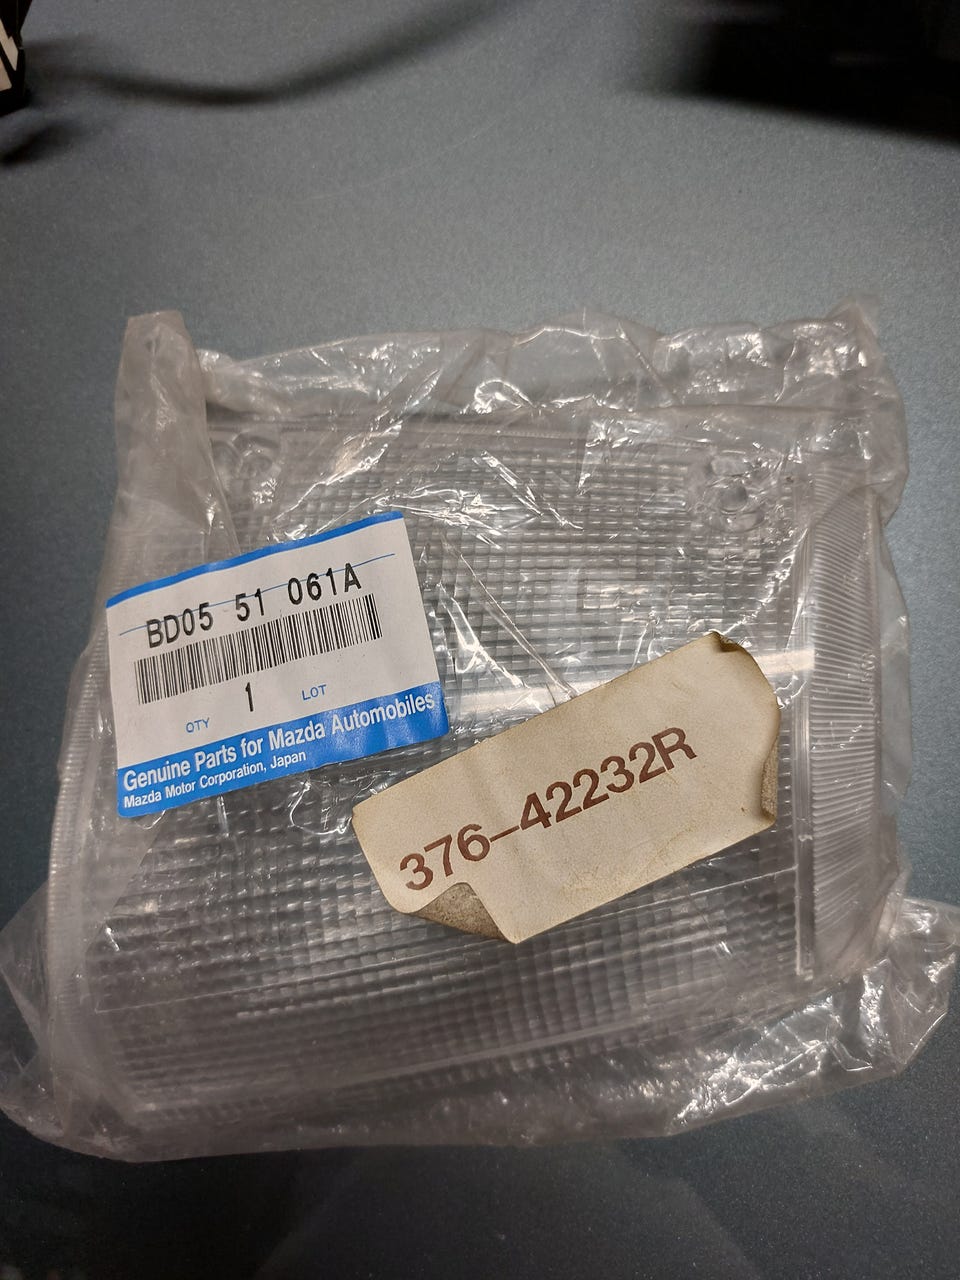 BD05 51 061A
QTY 1 LOT
Genuine Parts for Mazda Automobiles
Mazda Motor Corporation, Japan
376-42232R